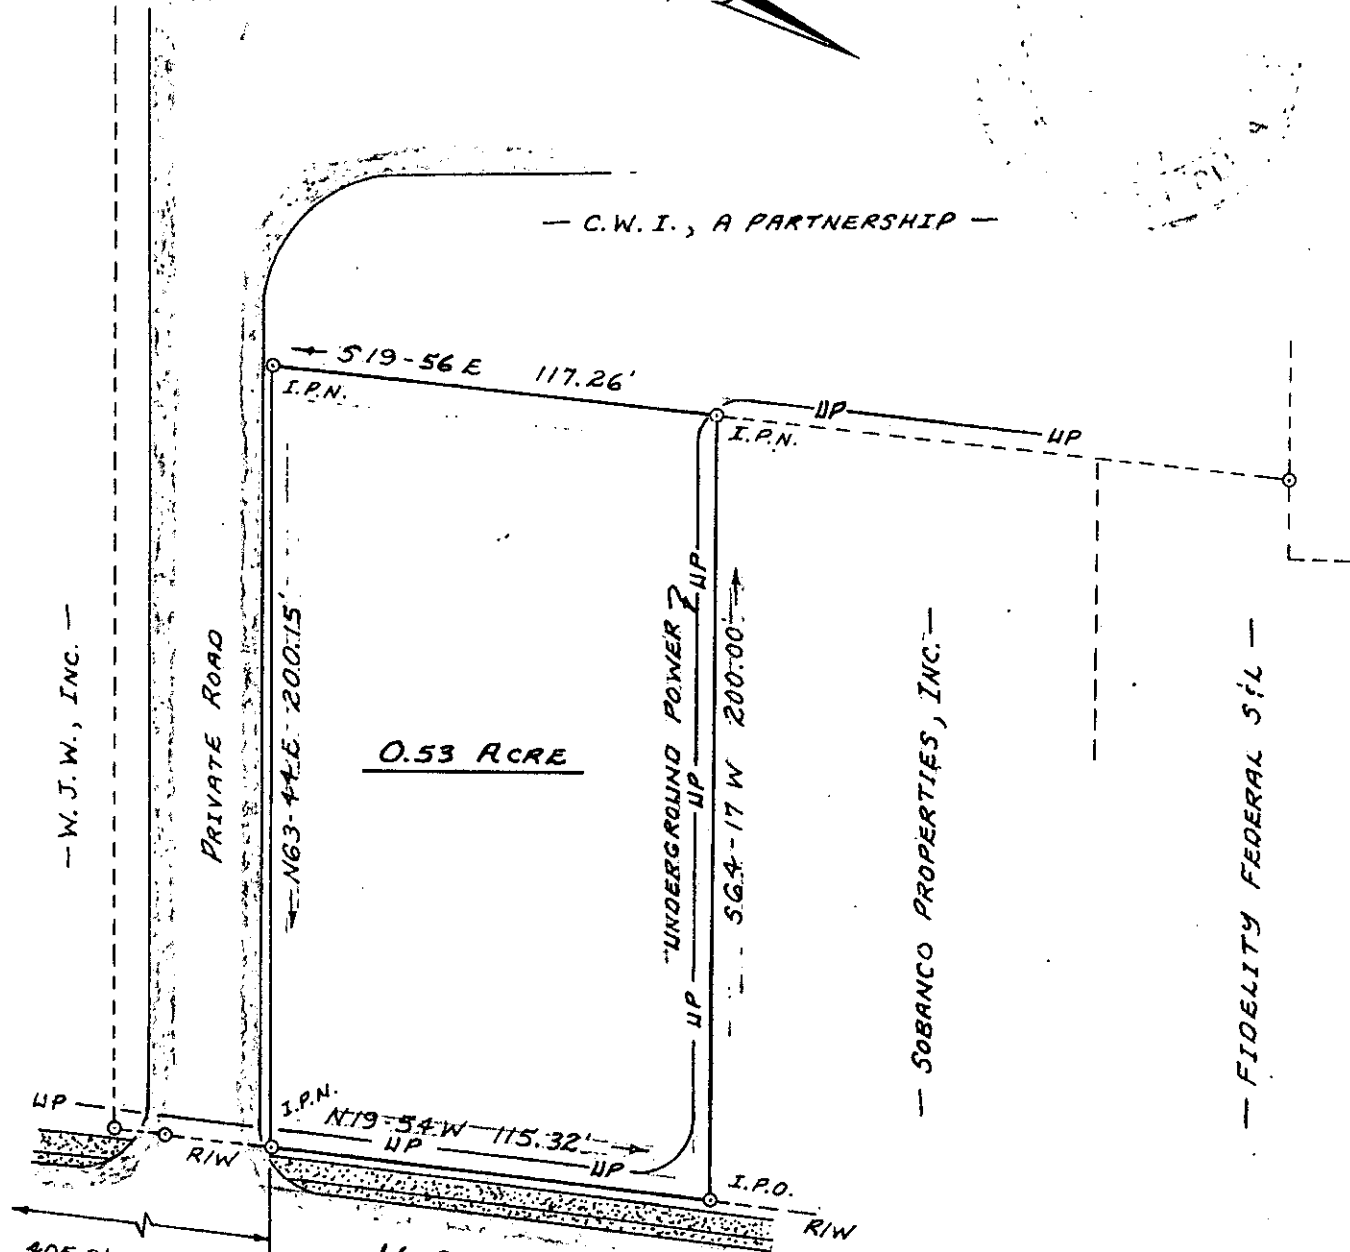 — C.W.I., A PARTNERSHIP —
S19-56 E 117.26'
I.P.N.
I.P.N.
UP
UP
— W.J.W., INC. —
PRIVATE ROAD
N63-44 E 200.15'
0.53 ACRE
UNDERGROUND POWER
UP
UP
UP
S64-17 W 200.00'
— SOBANCO PROPERTIES, INC. —
— FIDELITY FEDERAL S&L —
UP
I.P.N.
N19-54 W 115.32'
UP
UP
R/W
I.P.O.
R/W